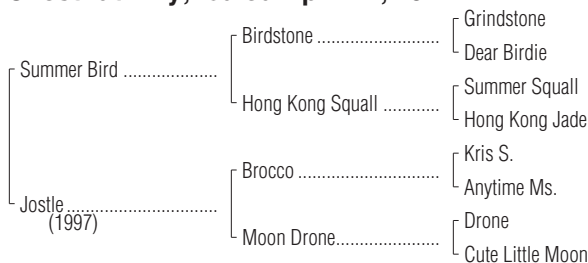 Grindstone
Birdstone ....................................
Dear Birdie
Summer Bird .....................
Summer Squall
Hong Kong Squall .............
Hong Kong Jade
Kris S.
Brocco ........................................
Anytime Ms.
Jostle ..................................
(1997)
Drone
Moon Drone..........................
Cute Little Moon